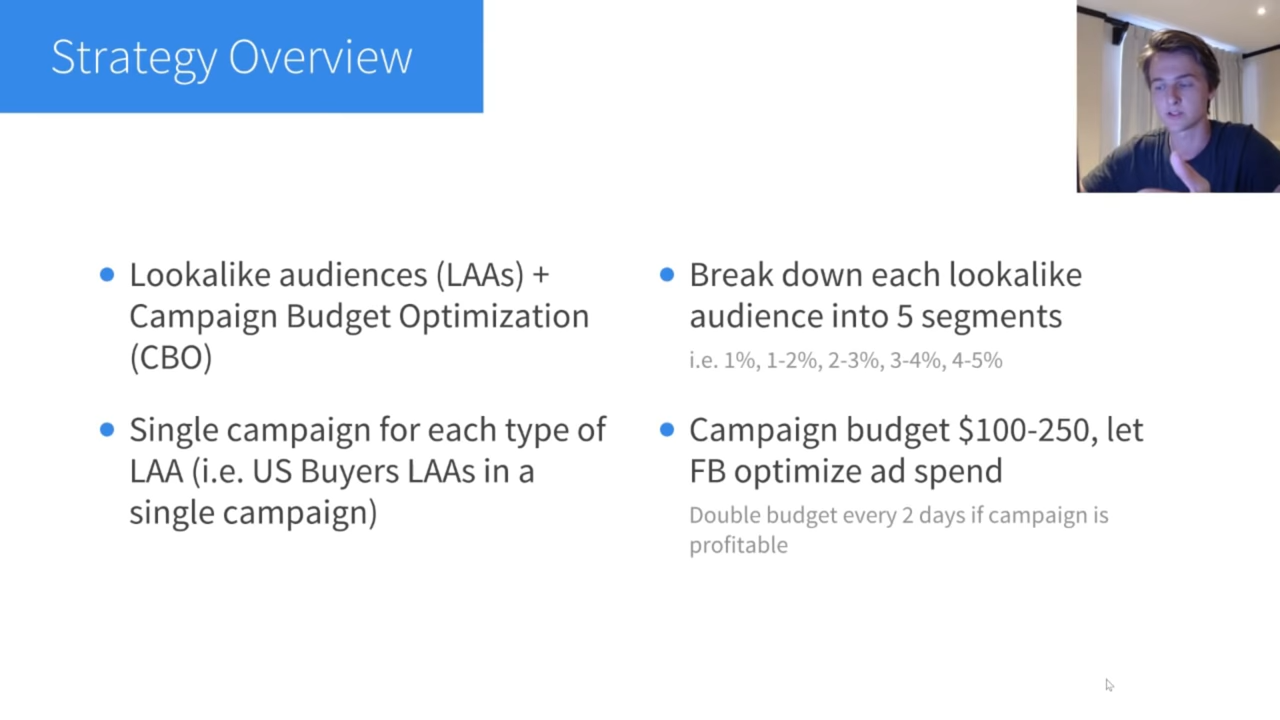 Strategy Overview
Lookalike audiences (LAAs) +
Campaign Budget Optimization
(CBO)
Single campaign for each type of
LAA (i.e. US Buyers LAAs in a
single campaign)
Break down each lookalike
audience into 5 segments
i.e. 1%, 1-2%, 2-3%, 3-4%, 4-5%
Campaign budget $100-250, let
FB optimize ad spend
Double budget every 2 days if campaign is
profitable